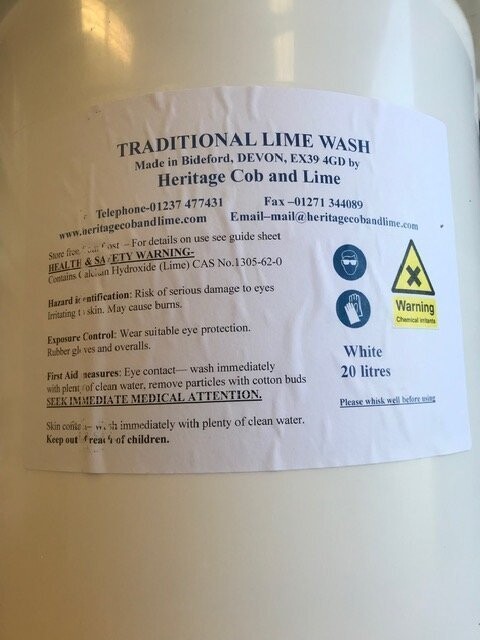 TRADITIONAL LIME WASH
Made in Bideford, DEVON, EX39 4GD by
Heritage Cob and Lime
Telephone-01237 477431 Fax –01271 344089
www.heritagecobandlime.com Email–mail@heritagecobandlime.com
Store from – For details on use see guide sheet
HEALTH & SAFETY WARNING-
Contains Calcium Hydroxide (Lime) CAS No.1305-62-0
Hazard identification: Risk of serious damage to eyes
Irritating to skin. May cause burns.
Exposure Control: Wear suitable eye protection.
Rubber gloves and overalls.
First Aid measures: Eye contact— wash immediately
with plenty of clean water, remove particles with cotton buds
SEEK IMMEDIATE MEDICAL ATTENTION.
Skin contact– Wash immediately with plenty of clean water.
Keep out of reach of children.
Warning
Chemical irritants
White
20 litres
Please whisk well before using